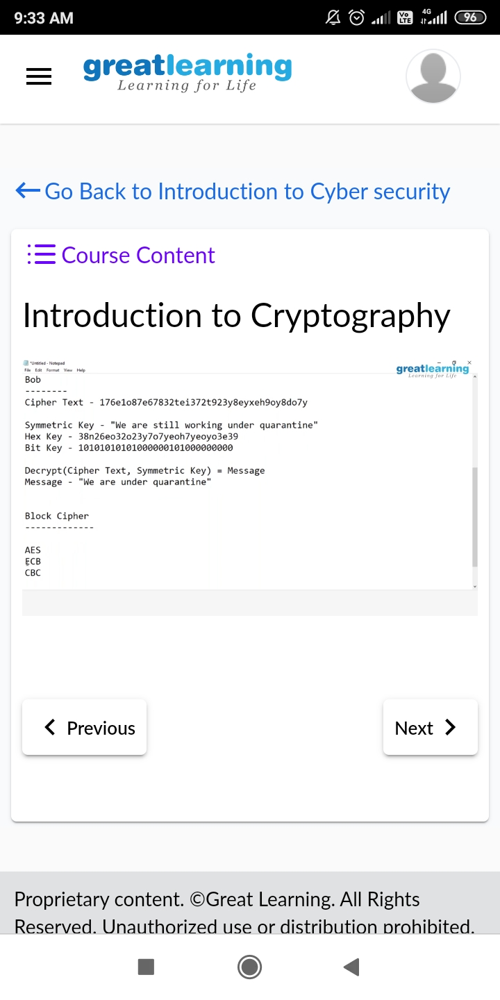 9:33 AM
Vo
LTE
4G
96
greatlearning
Learning for Life
Go Back to Introduction to Cyber security
Course Content
Introduction to Cryptography
*Untitled - Notepad
File Edit Format View Help
greatlearning
Learning for Life
Bob
--------
Cipher Text - 176e1o87e67832tei372t923y8eyxeh9oy8do7y
Symmetric Key - "We are still working under quarantine"
Hex Key - 38n26eo32o23y7o7yeoh7yeoyo3e39
Bit Key - 10101010101000000101000000000
Decrypt(Cipher Text, Symmetric Key) = Message
Message - "We are under quarantine"
Block Cipher
-------------
AES
ECB
CBC
Previous
Next
Proprietary content. ©Great Learning. All Rights
Reserved. Unauthorized use or distribution prohibited.